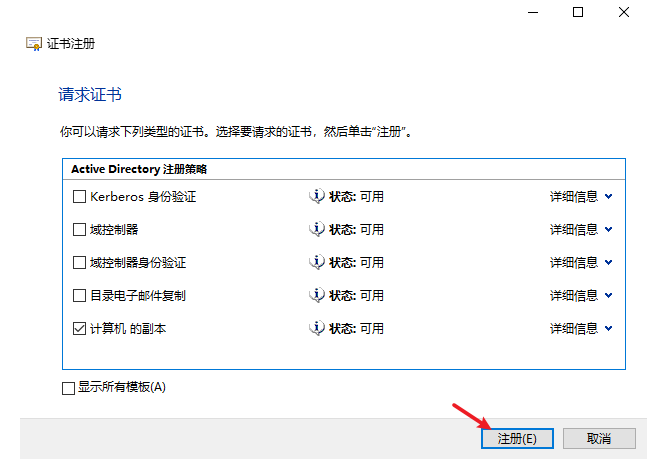 证书注册
请求证书
你可以请求下列类型的证书。选择要请求的证书，然后单击“注册”。
Active Directory 注册策略
Kerberos 身份验证 状态: 可用 详细信息
域控制器 状态: 可用 详细信息
域控制器身份验证 状态: 可用 详细信息
目录电子邮件复制 状态: 可用 详细信息
计算机 的副本 状态: 可用 详细信息
显示所有模板(A)
注册(E) 取消